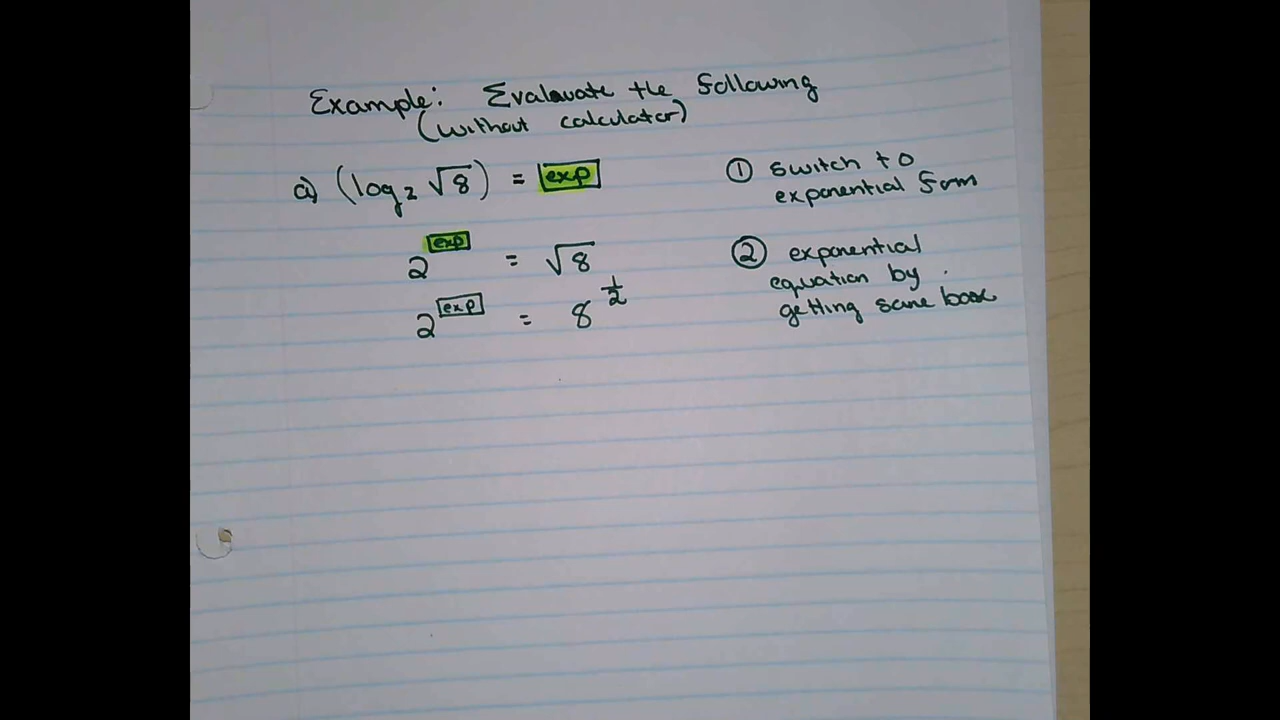 Example: Evaluate the following
(without calculator)
a) (log₂ √8) = exp
① switch to
exponential form
2^exp = √8
2^exp = 8^1/2
② exponential
equation by
getting same base